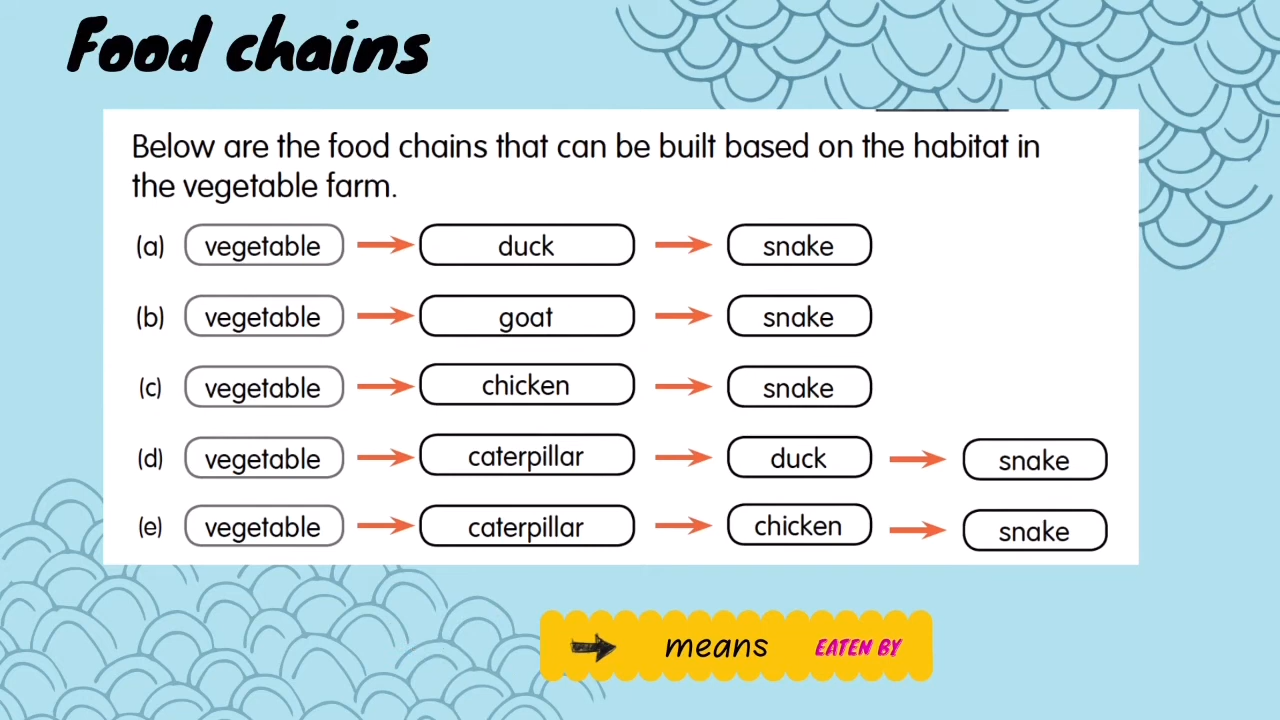 Food chains
Below are the food chains that can be built based on the habitat in
the vegetable farm.
(a) vegetable → duck → snake
(b) vegetable → goat → snake
(c) vegetable → chicken → snake
(d) vegetable → caterpillar → duck → snake
(e) vegetable → caterpillar → chicken → snake
→ means EATEN BY